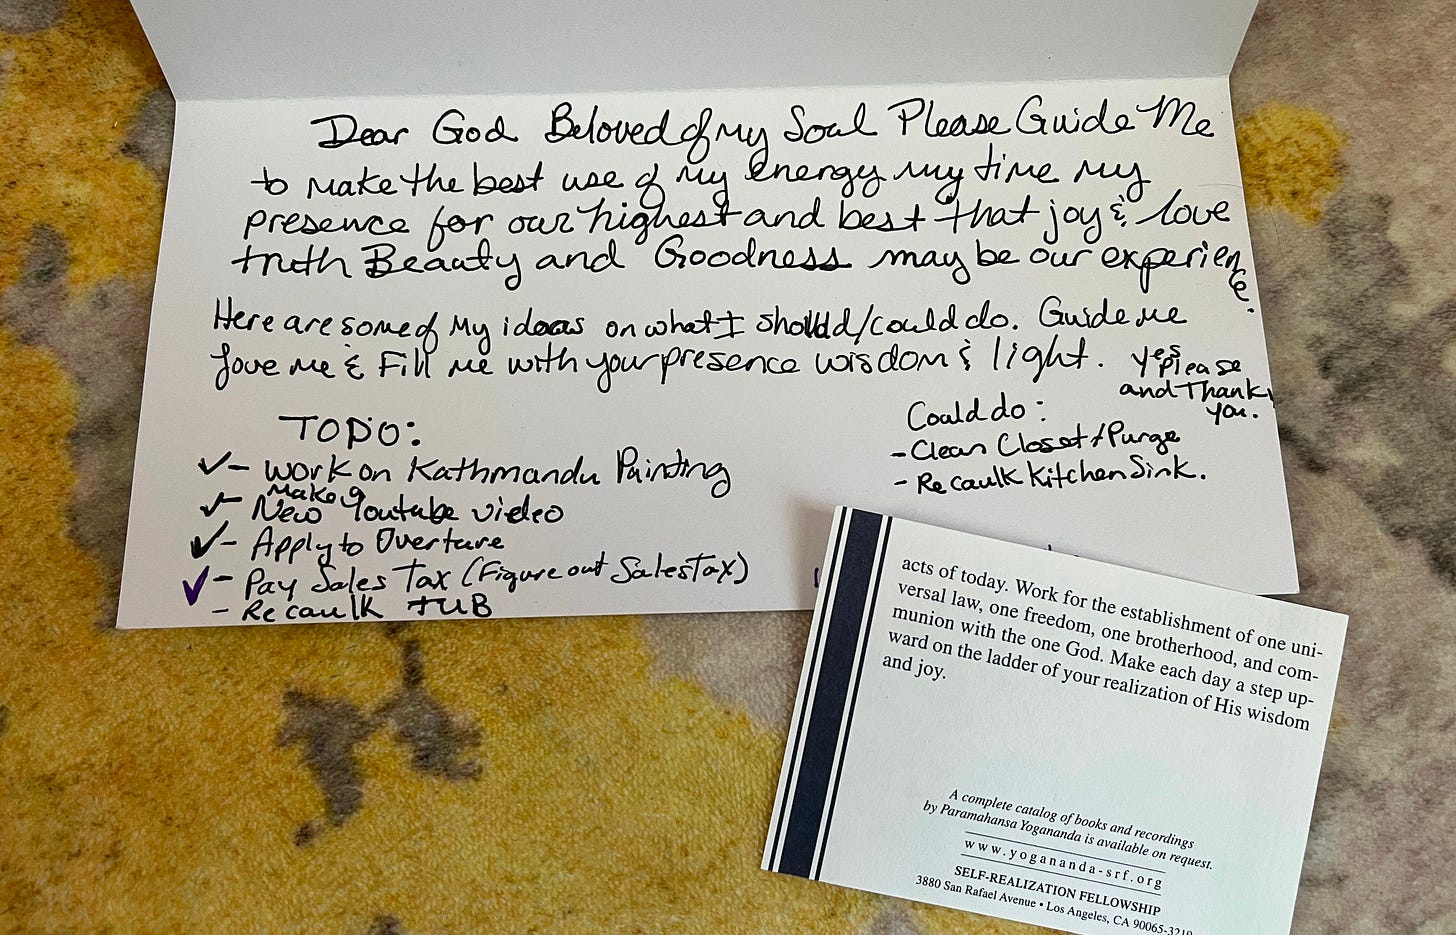 Dear God Beloved of my Soul Please Guide Me
to make the best use of my energy my time my
presence for our highest and best that joy & love
truth Beauty and Goodness may be our experience.
Here are some of My ideas on what I should/could do. Guide me
love me & Fill me with your presence wisdom & light. Yes please
and Thank
you.
TODO:
✓- Work on Kathmandu Painting
✓- Make a New Youtube video
✓- Apply to Overture
✓- Pay Sales Tax (Figure out Sales Tax)
- Recaulk TUB
Could do:
- Clean Closet + Purge
- Recaulk Kitchen Sink.
acts of today. Work for the establishment of one uni-
versal law, one freedom, one brotherhood, and com-
munion with the one God. Make each day a step up-
ward on the ladder of your realization of His wisdom
and joy.
A complete catalog of books and recordings
by Paramahansa Yogananda is available on request.
www.yogananda-srf.org
SELF-REALIZATION FELLOWSHIP
3880 San Rafael Avenue • Los Angeles, CA 90065-3219